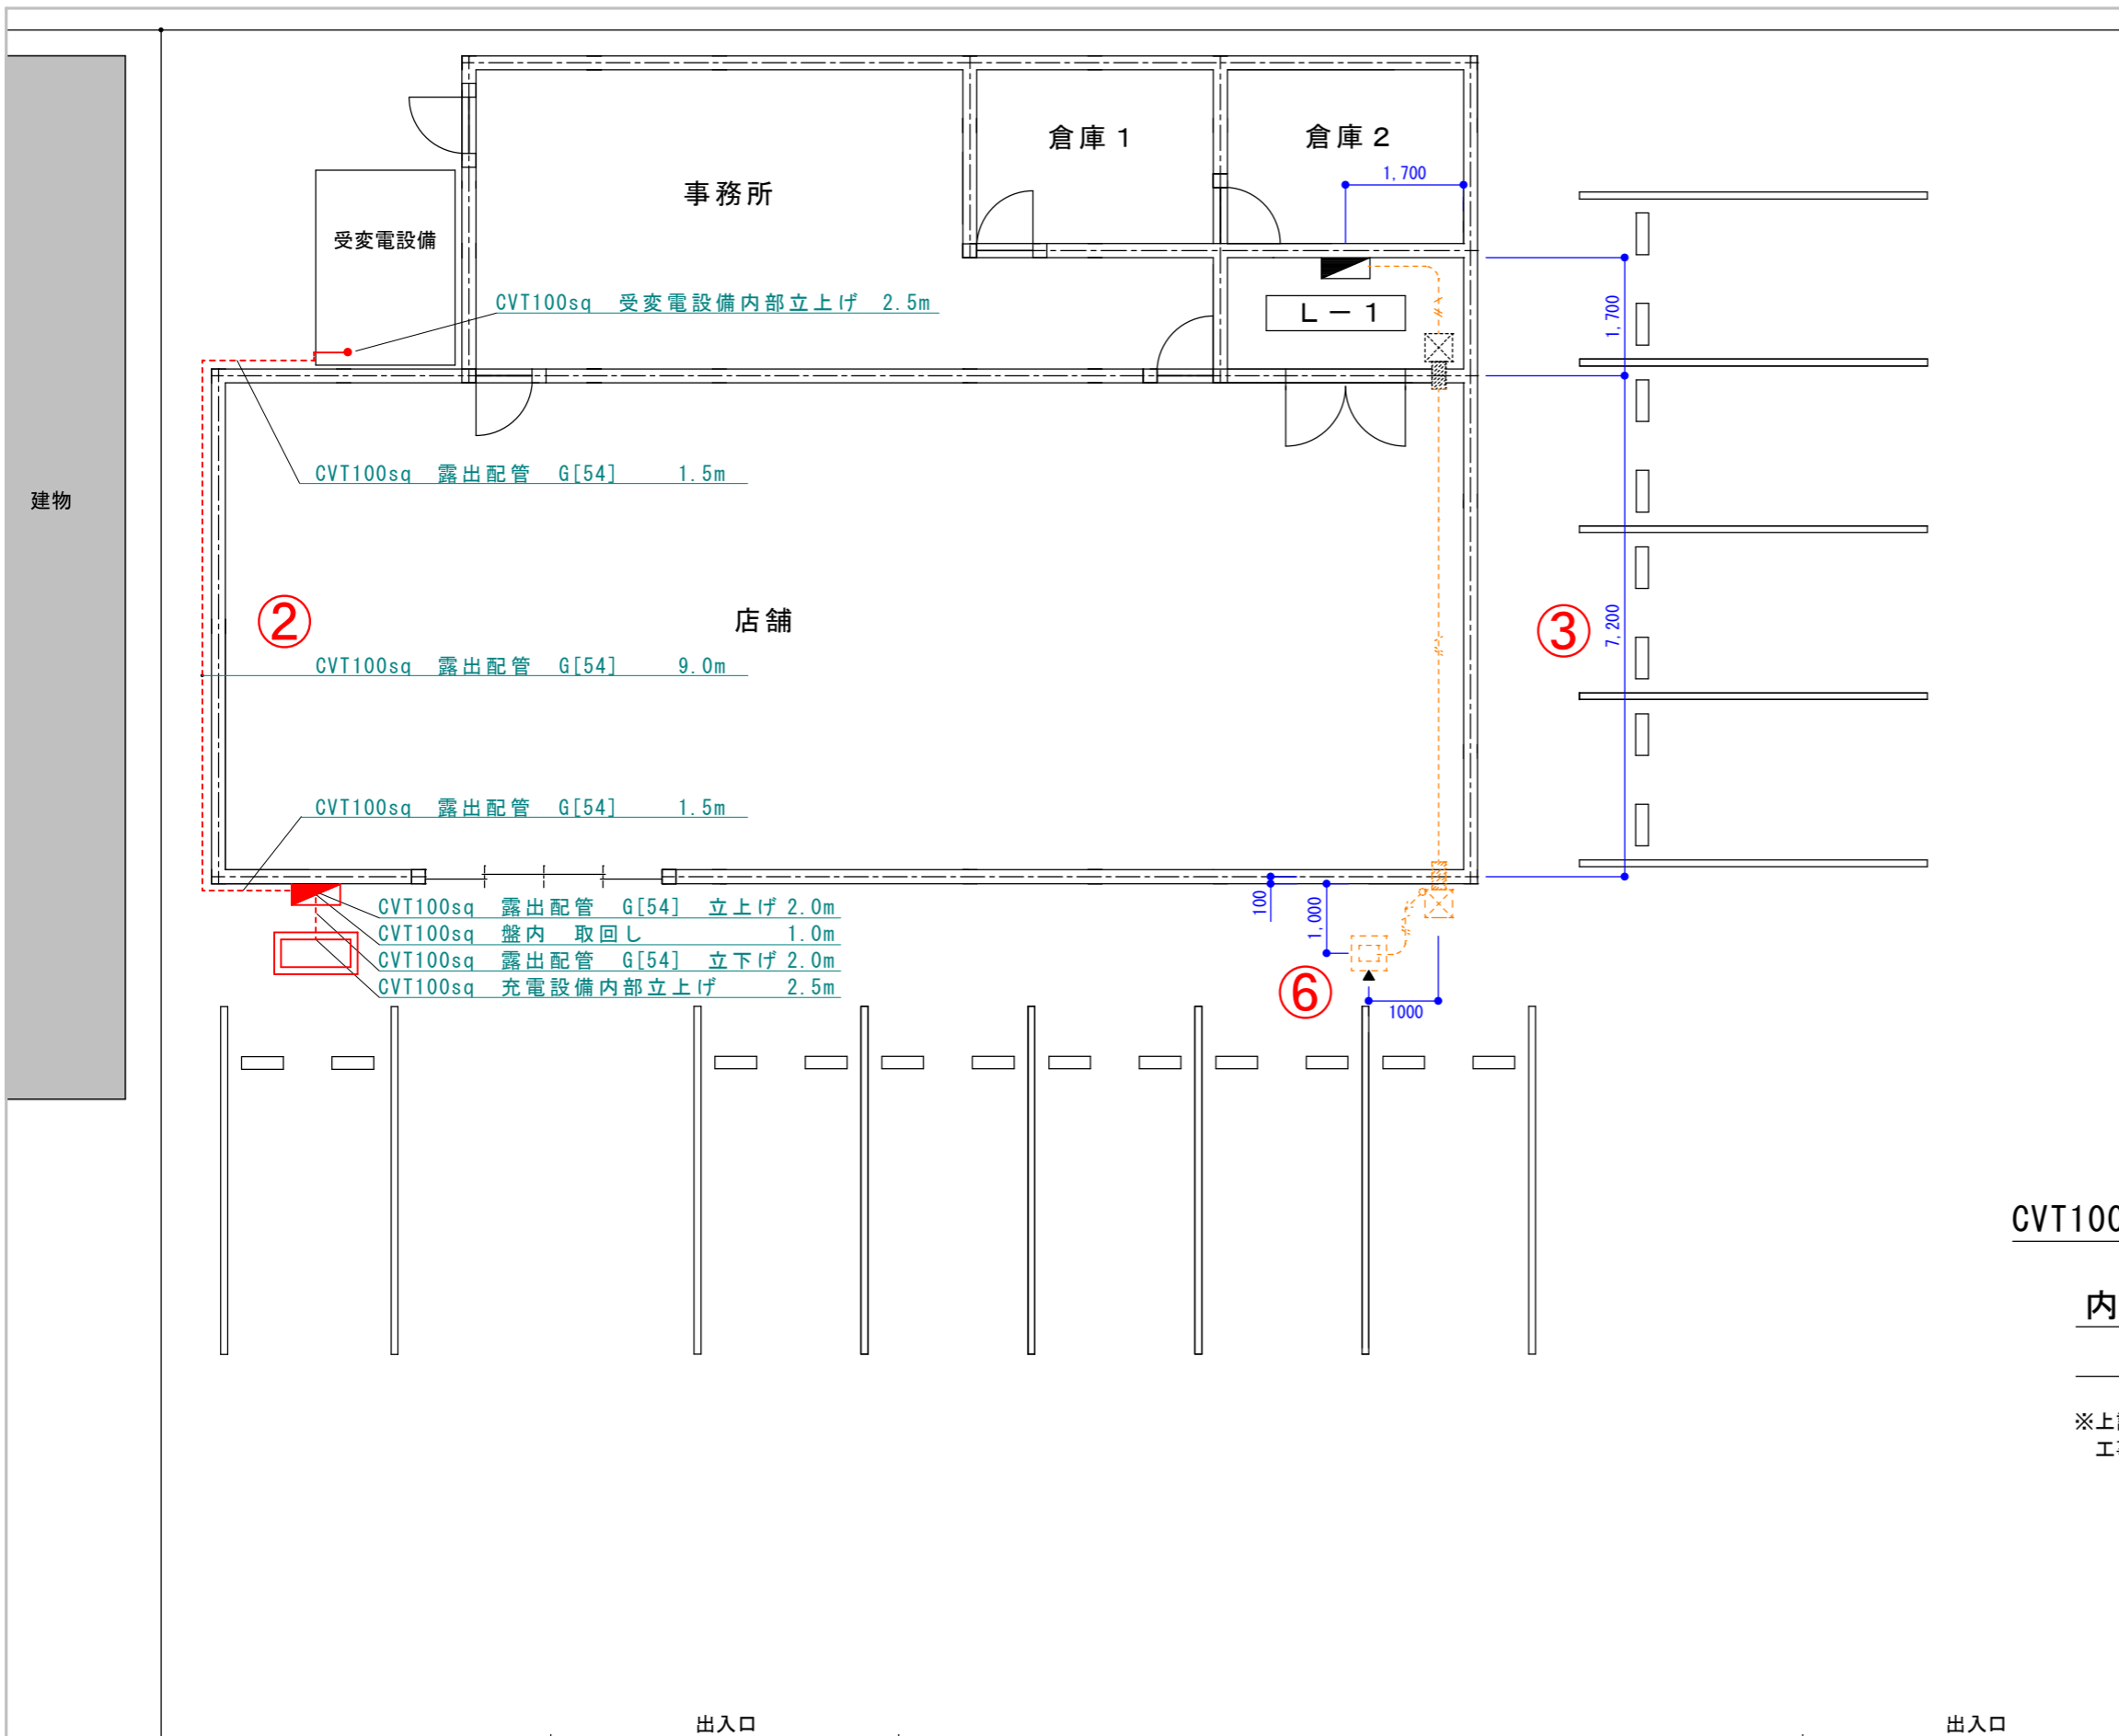 倉庫１
倉庫２
1,700
事務所
受変電設備
CVT100sq 受変電設備内部立上げ 2.5m
Ｌ－１
1,700
CVT100sq 露出配管 G[54] 1.5m
建物
②
店舗
③
7,200
CVT100sq 露出配管 G[54] 9.0m
CVT100sq 露出配管 G[54] 1.5m
CVT100sq 露出配管 G[54] 立上げ 2.0m
CVT100sq 盤内 取回し 1.0m
CVT100sq 露出配管 G[54] 立下げ 2.0m
CVT100sq 充電設備内部立上げ 2.5m
100
1,000
⑥
1000
CVT100
内
※上
工
出入口
出入口